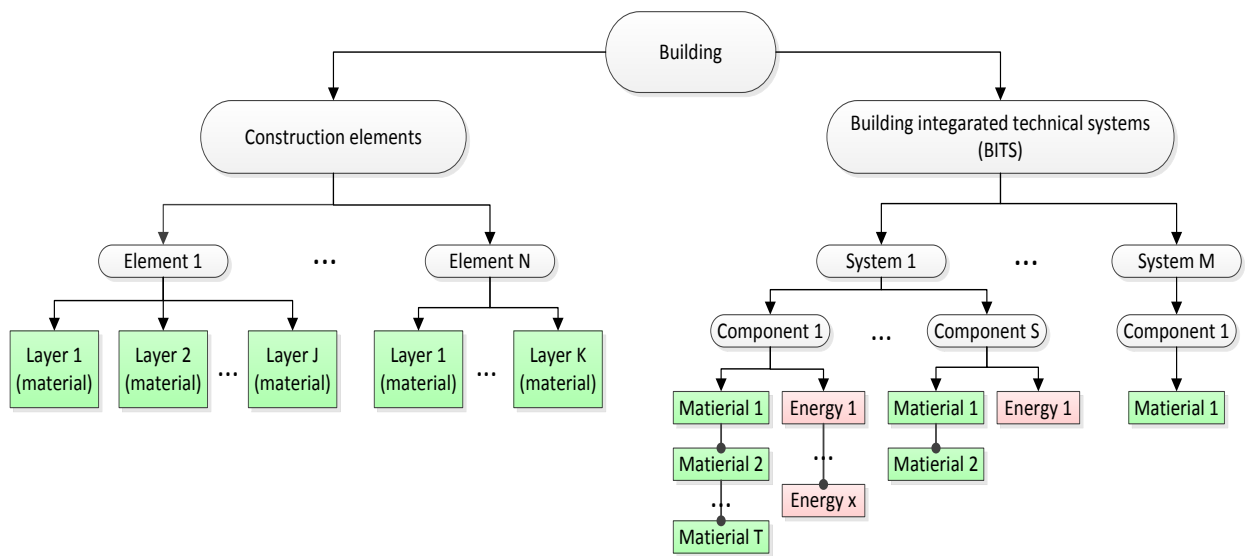 Building
Construction elements
Building integarated technical systems
(BITS)
Element 1
...
Element N
System 1
...
System M
Layer 1
(material)
Layer 2
(material)
...
Layer J
(material)
Layer 1
(material)
...
Layer K
(material)
Component 1
...
Component S
Component 1
Matierial 1
Energy 1
Matierial 1
Energy 1
Matierial 1
Matierial 2
...
Matierial 2
...
Energy x
Matierial T